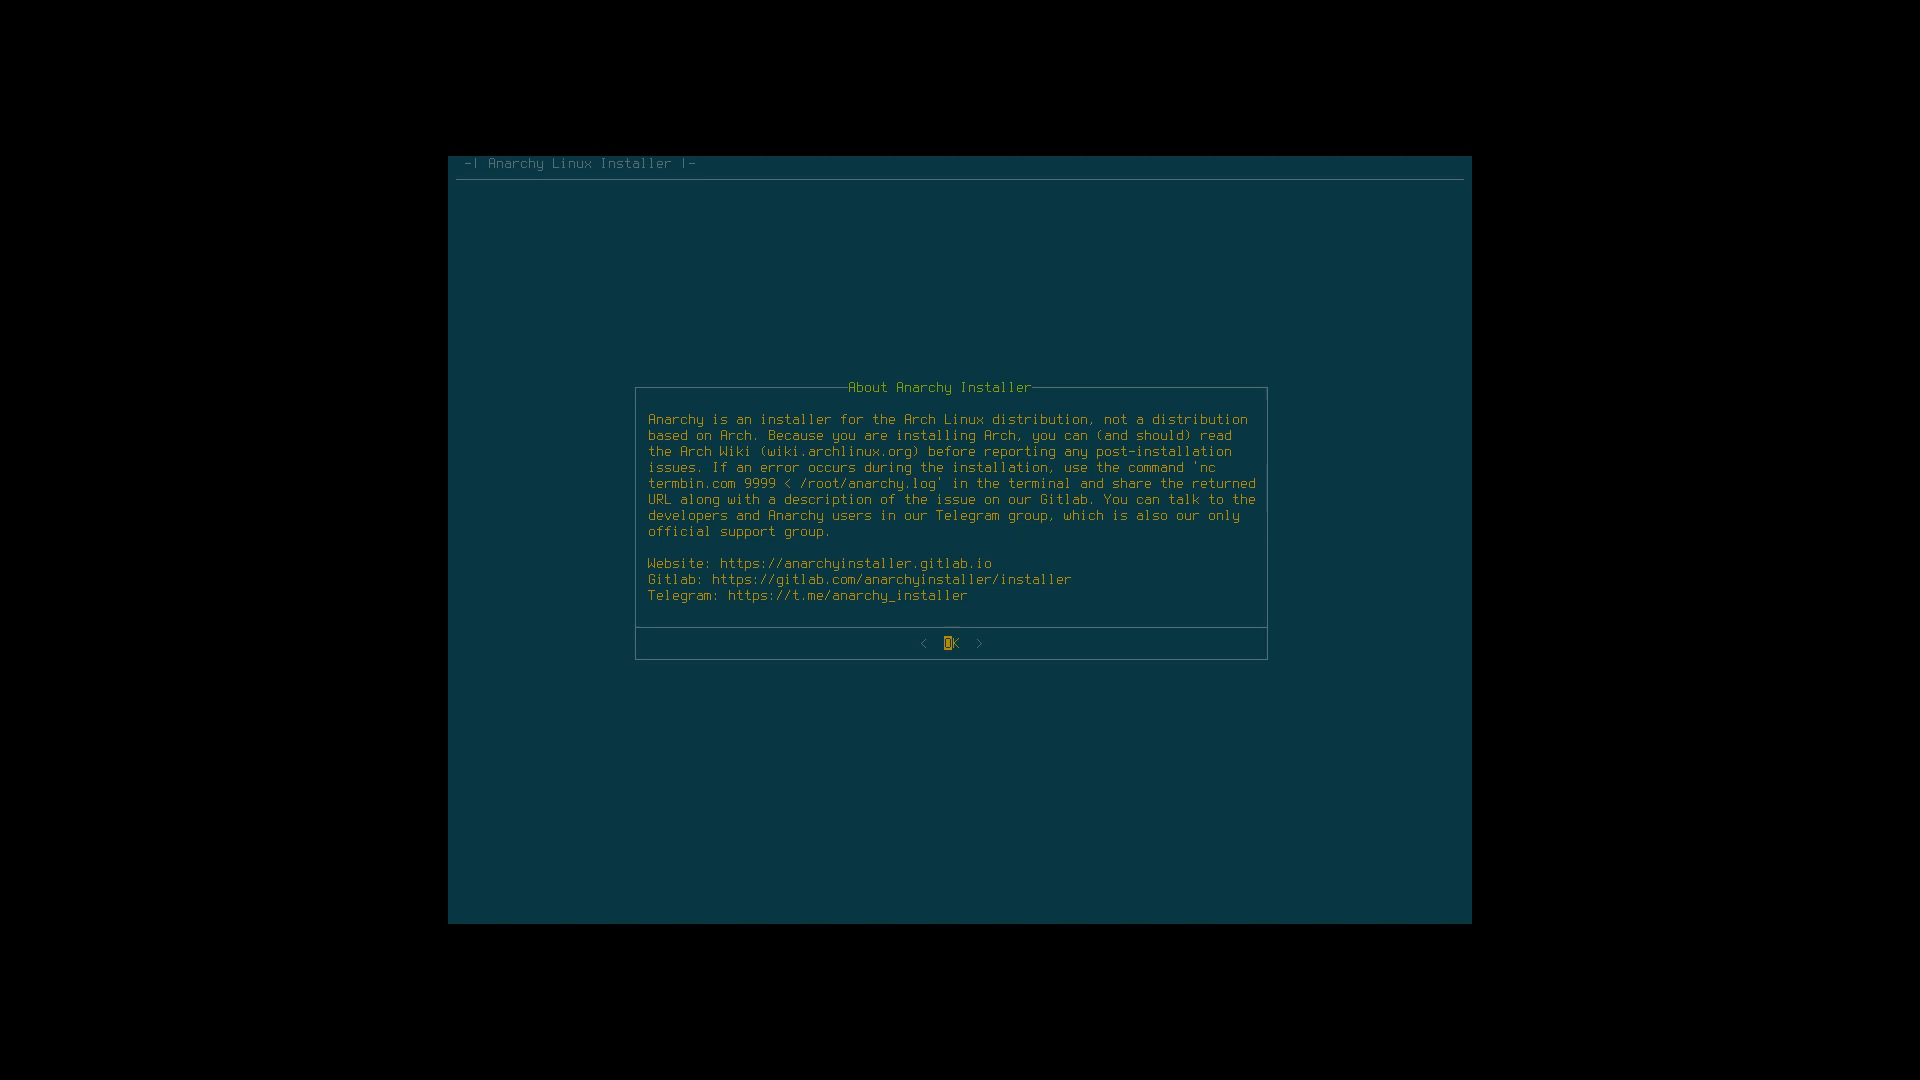 -| Anarchy Linux Installer |-
About Anarchy Installer
Anarchy is an installer for the Arch Linux distribution, not a distribution
based on Arch. Because you are installing Arch, you can (and should) read
the Arch Wiki (wiki.archlinux.org) before reporting any post-installation
issues. If an error occurs during the installation, use the command 'nc
termbin.com 9999 < /root/anarchy.log' in the terminal and share the returned
URL along with a description of the issue on our Gitlab. You can talk to the
developers and Anarchy users in our Telegram group, which is also our only
official support group.
Website: https://anarchyinstaller.gitlab.io
Gitlab: https://gitlab.com/anarchyinstaller/installer
Telegram: https://t.me/anarchy_installer
< OK >